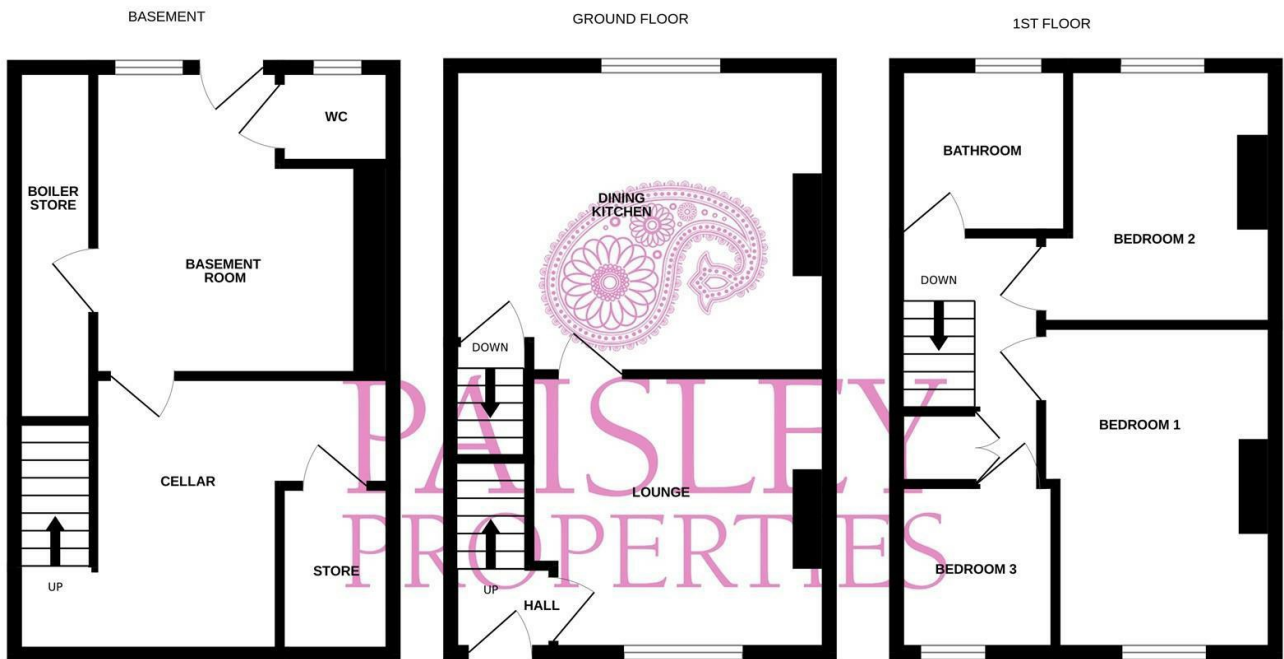 BASEMENT
WC
BOILER
STORE
BASEMENT
ROOM
CELLAR
STORE
UP
GROUND FLOOR
DINING
KITCHEN
DOWN
LOUNGE
UP
HALL
1ST FLOOR
BATHROOM
BEDROOM 2
DOWN
BEDROOM 1
BEDROOM 3
PAISLEY
PROPERTIES